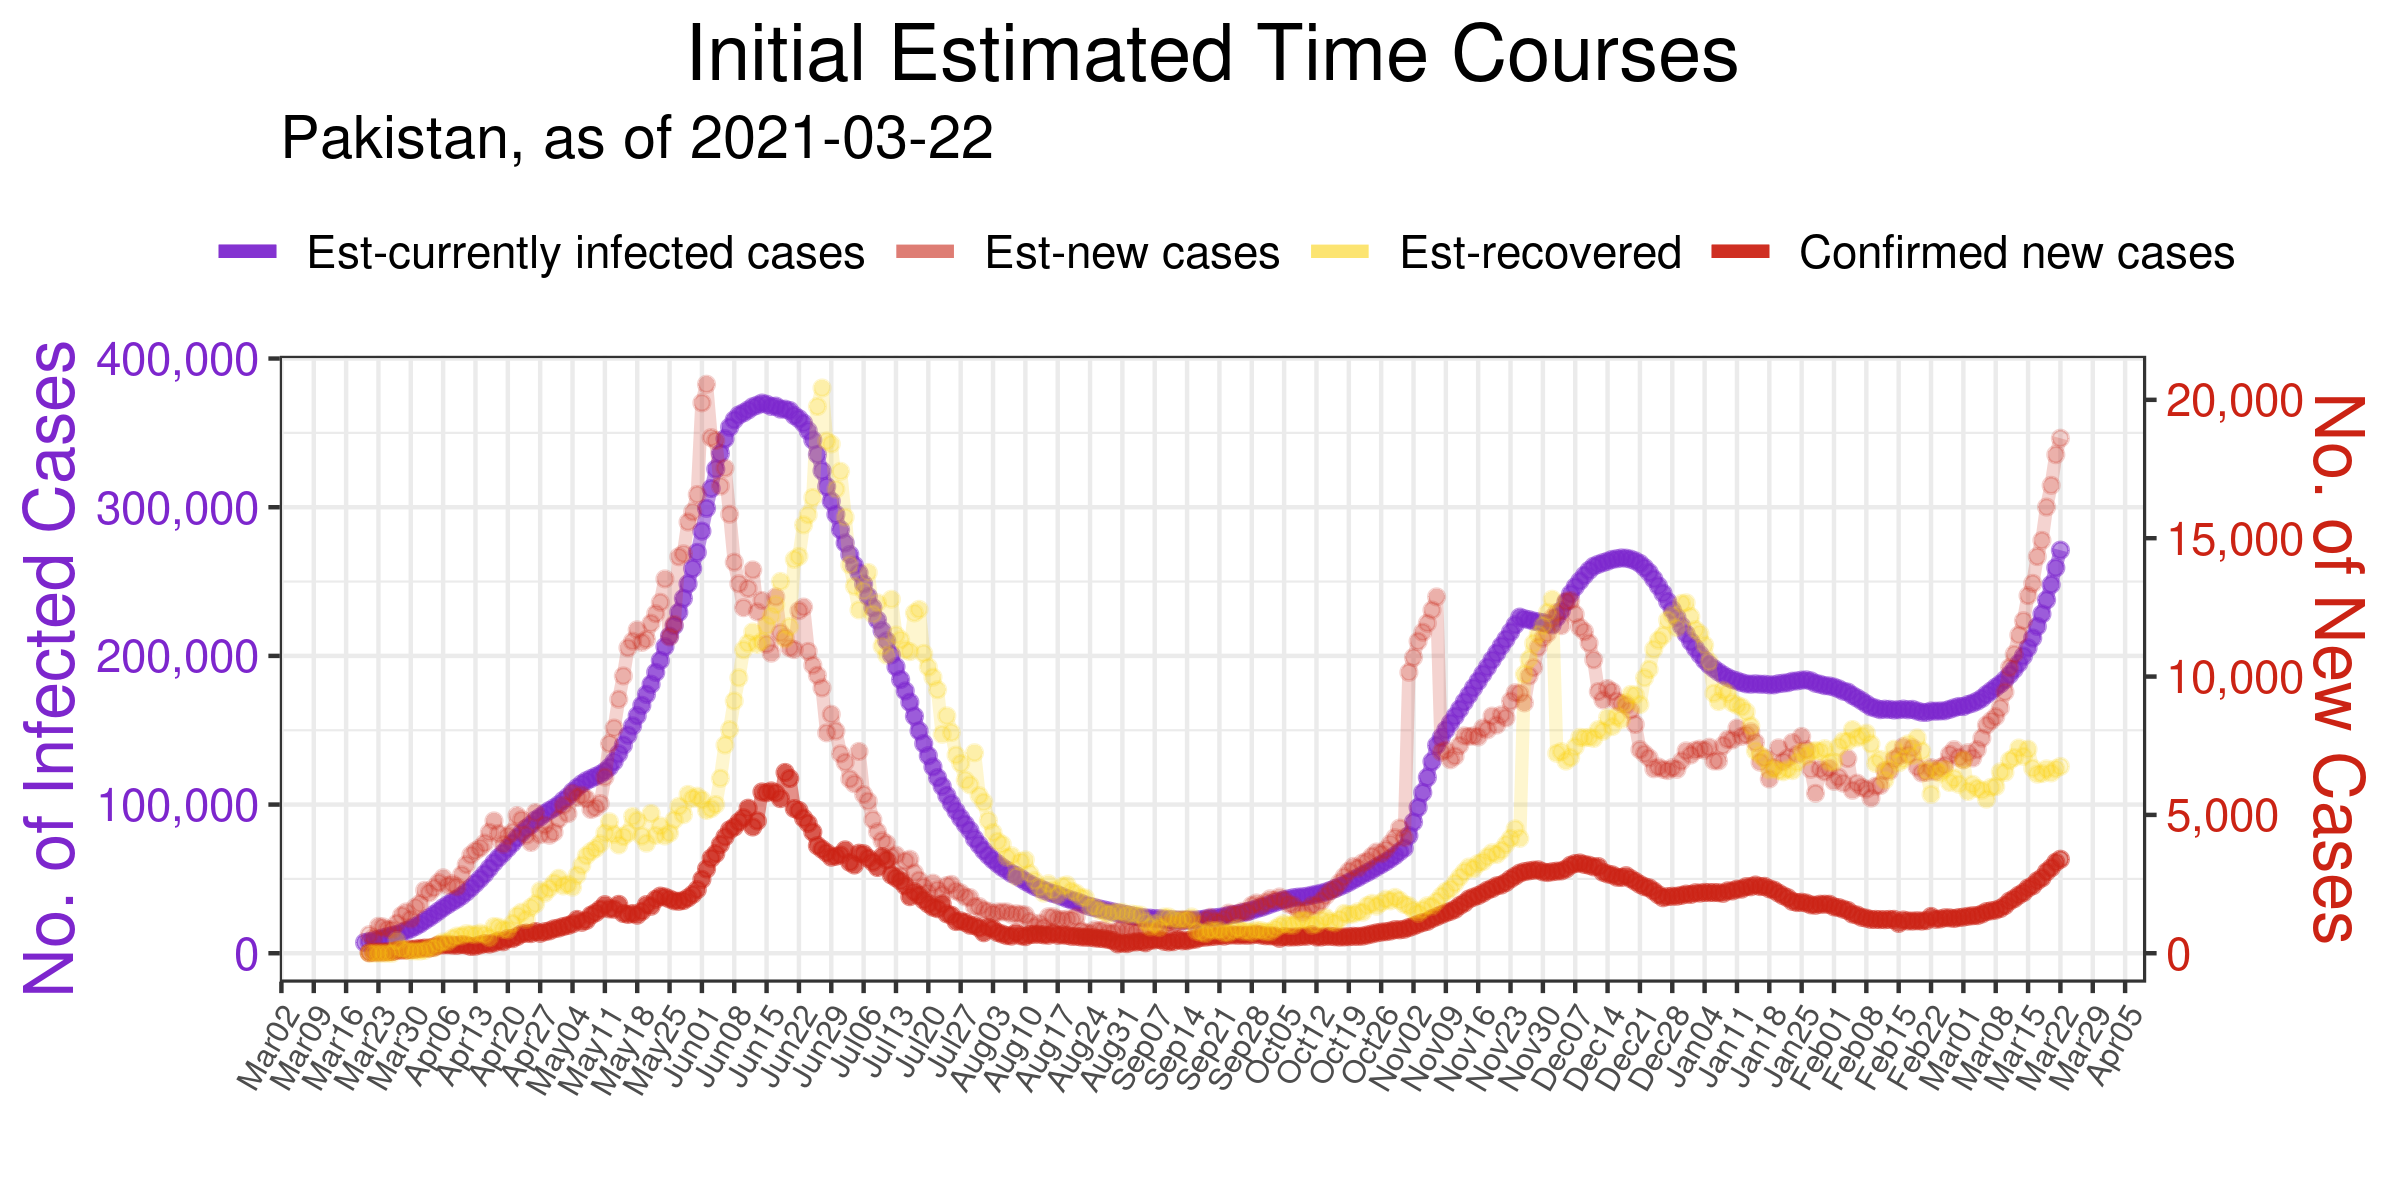 Initial Estimated Time Courses
Pakistan, as of 2021-03-22
Est-currently infected cases Est-new cases Est-recovered Confirmed new cases
No. of Infected Cases
400,000
300,000
200,000
100,000
0
20,000
15,000
10,000
5,000
0
No. of New Cases
Mar02 Mar09 Mar16 Mar23 Mar30 Apr06 Apr13 Apr20 Apr27 May04 May11 May18 May25 Jun01 Jun08 Jun15 Jun22 Jun29 Jul06 Jul13 Jul20 Jul27 Aug03 Aug10 Aug17 Aug24 Aug31 Sep07 Sep14 Sep21 Sep28 Oct05 Oct12 Oct19 Oct26 Nov02 Nov09 Nov16 Nov23 Nov30 Dec07 Dec14 Dec21 Dec28 Jan04 Jan11 Jan18 Jan25 Feb01 Feb08 Feb15 Feb22 Mar01 Mar08 Mar15 Mar22 Mar29 Apr05